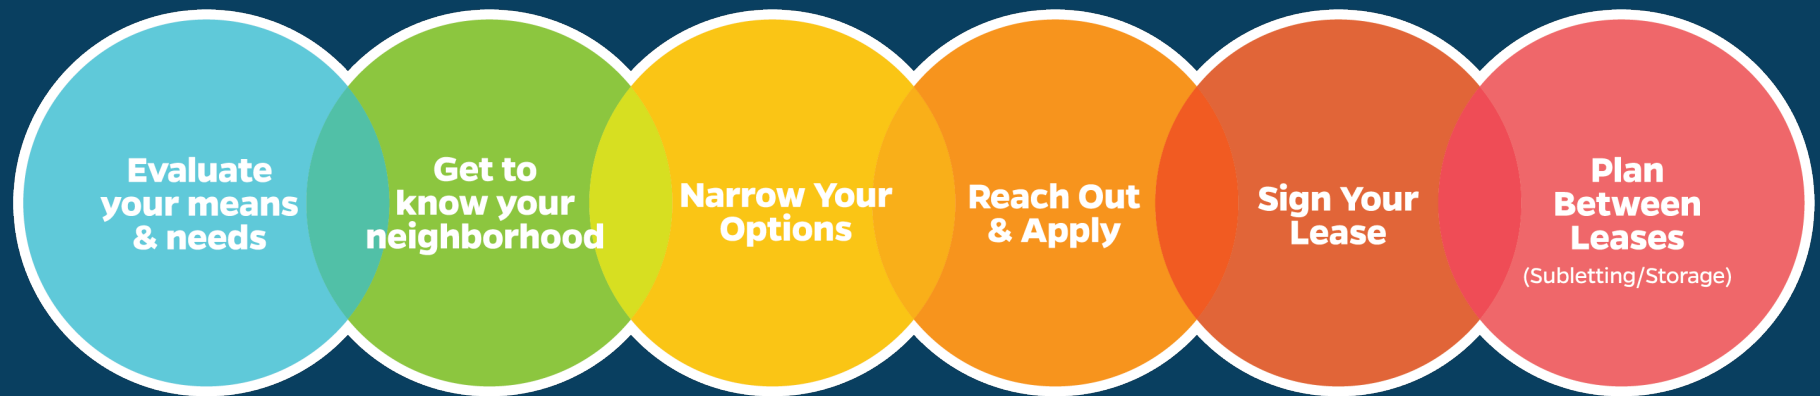 Evaluate
your means
& needs
Get to
know your
neighborhood
Narrow Your
Options
Reach Out
& Apply
Sign Your
Lease
Plan
Between
Leases
(Subletting/Storage)